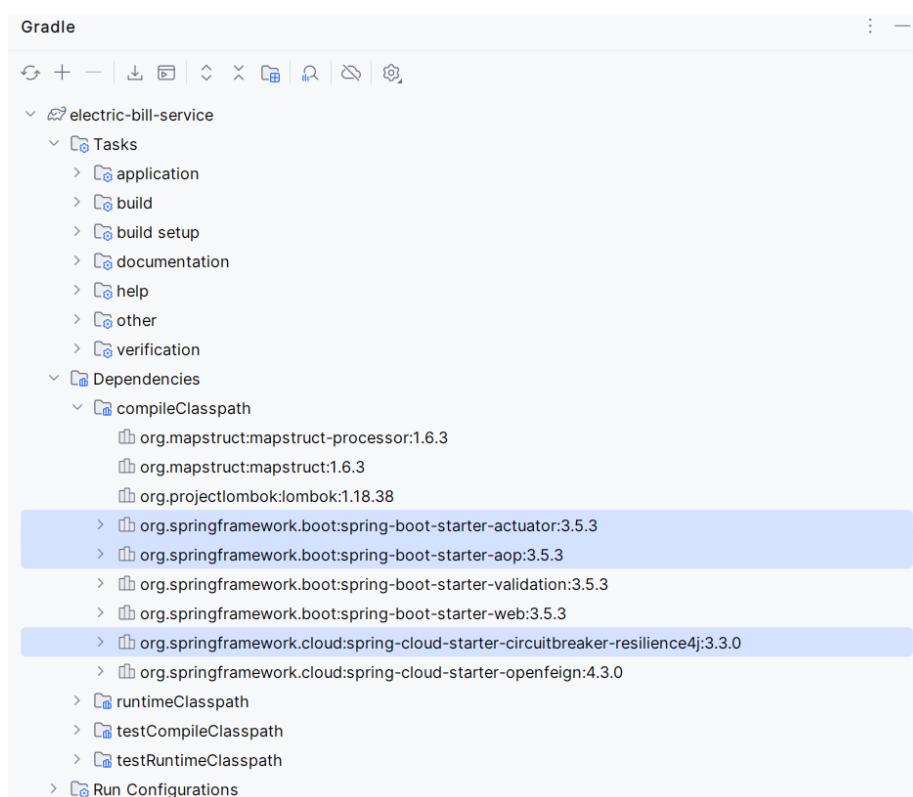 Gradle
electric-bill-service
Tasks
application
build
build setup
documentation
help
other
verification
Dependencies
compileClasspath
org.mapstruct:mapstruct-processor:1.6.3
org.mapstruct:mapstruct:1.6.3
org.projectlombok:lombok:1.18.38
org.springframework.boot:spring-boot-starter-actuator:3.5.3
org.springframework.boot:spring-boot-starter-aop:3.5.3
org.springframework.boot:spring-boot-starter-validation:3.5.3
org.springframework.boot:spring-boot-starter-web:3.5.3
org.springframework.cloud:spring-cloud-starter-circuitbreaker-resilience4j:3.3.0
org.springframework.cloud:spring-cloud-starter-openfeign:4.3.0
runtimeClasspath
testCompileClasspath
testRuntimeClasspath
Run Configurations